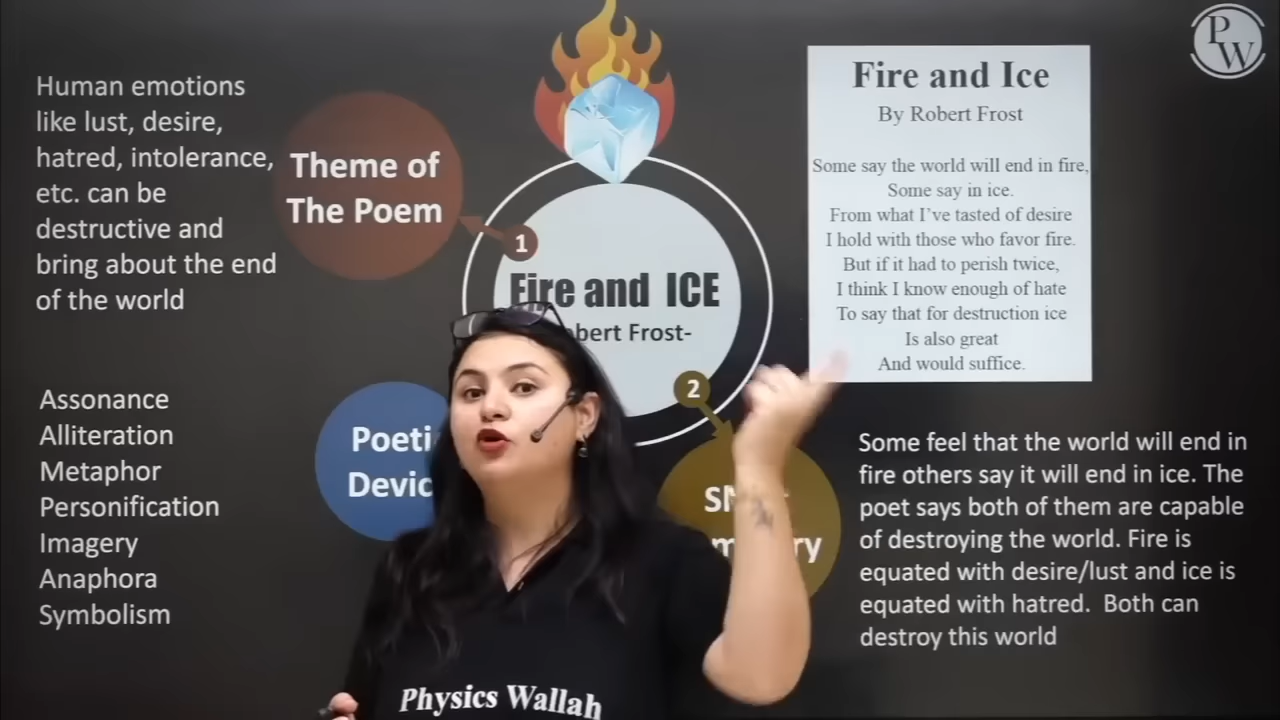 PW
Human emotions
like lust, desire,
hatred, intolerance,
etc. can be
destructive and
bring about the end
of the world
Theme of
The Poem
1
Fire and ICE
-
2
Fire and Ice
By Robert Frost
Some say the world will end in fire,
Some say in ice.
From what I’ve tasted of desire
I hold with those who favor fire.
But if it had to perish twice,
I think I know enough of hate
To say that for destruction ice
Is also great
And would suffice.
Assonance
Alliteration
Metaphor
Personification
Imagery
Anaphora
Symbolism
Some feel that the world will end in
fire others say it will end in ice. The
poet says both of them are capable
of destroying the world. Fire is
equated with desire/lust and ice is
equated with hatred. Both can
destroy this world
Physics Wallah